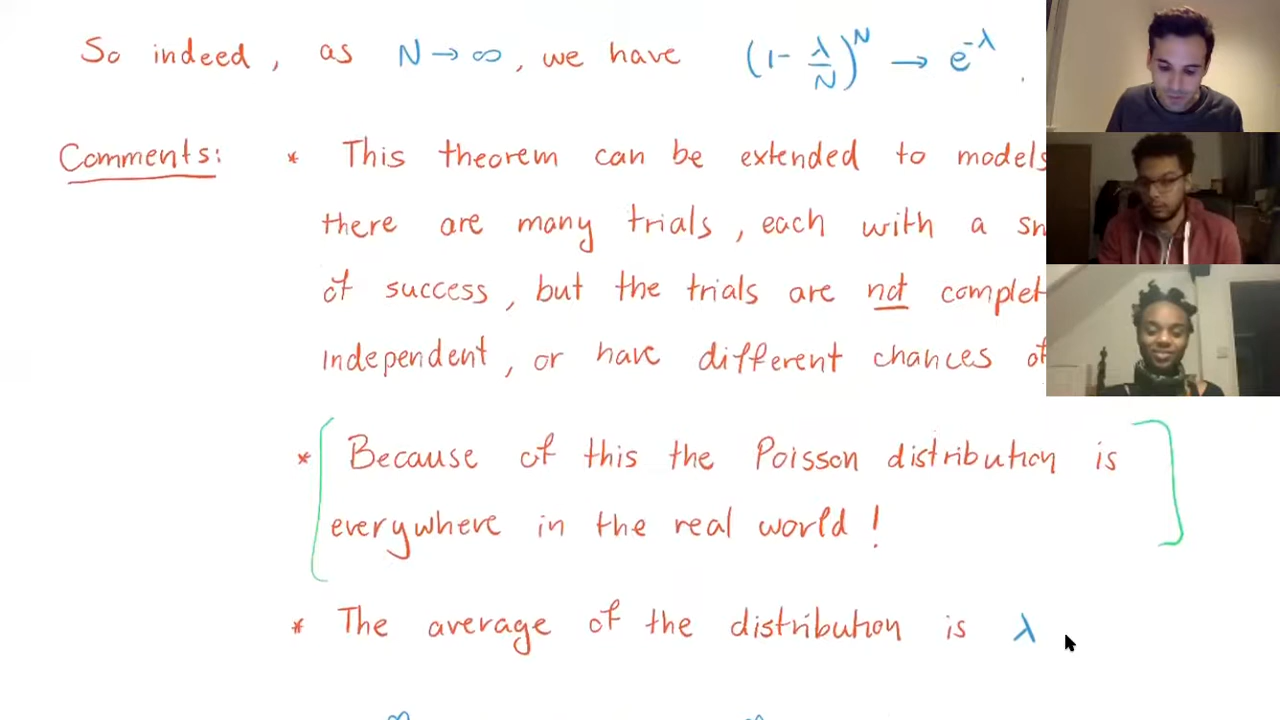 So indeed, as N → ∞, we have (1 - λ/N)^N → e^-λ.
Comments: * This theorem can be extended to models
there are many trials, each with a
of success, but the trials are not
independent, or have different chances
* Because of this the Poisson distribution is
everywhere in the real world!
* The average of the distribution is λ